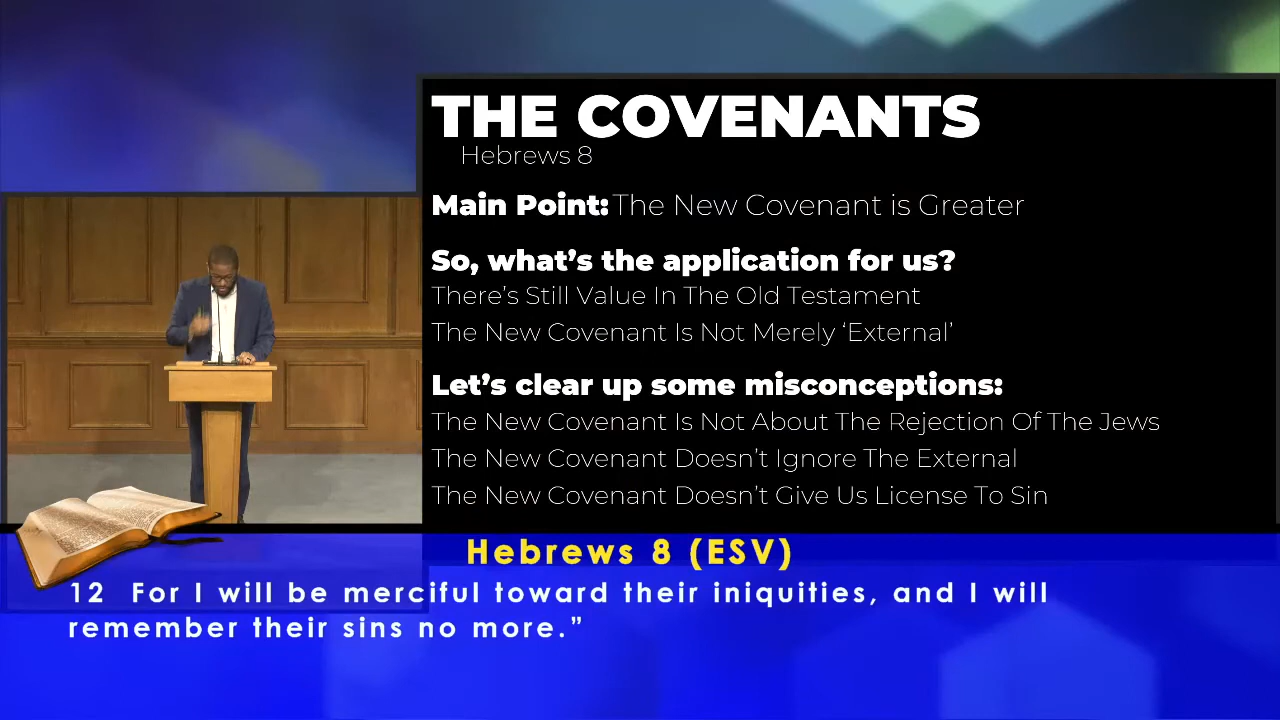 THE COVENANTS
Hebrews 8
Main Point: The New Covenant is Greater
So, what's the application for us?
There's Still Value In The Old Testament
The New Covenant Is Not Merely ‘External’
Let's clear up some misconceptions:
The New Covenant Is Not About The Rejection Of The Jews
The New Covenant Doesn't Ignore The External
The New Covenant Doesn't Give Us License To Sin
Hebrews 8 (ESV)
12 For I will be merciful toward their iniquities, and I will
remember their sins no more.”